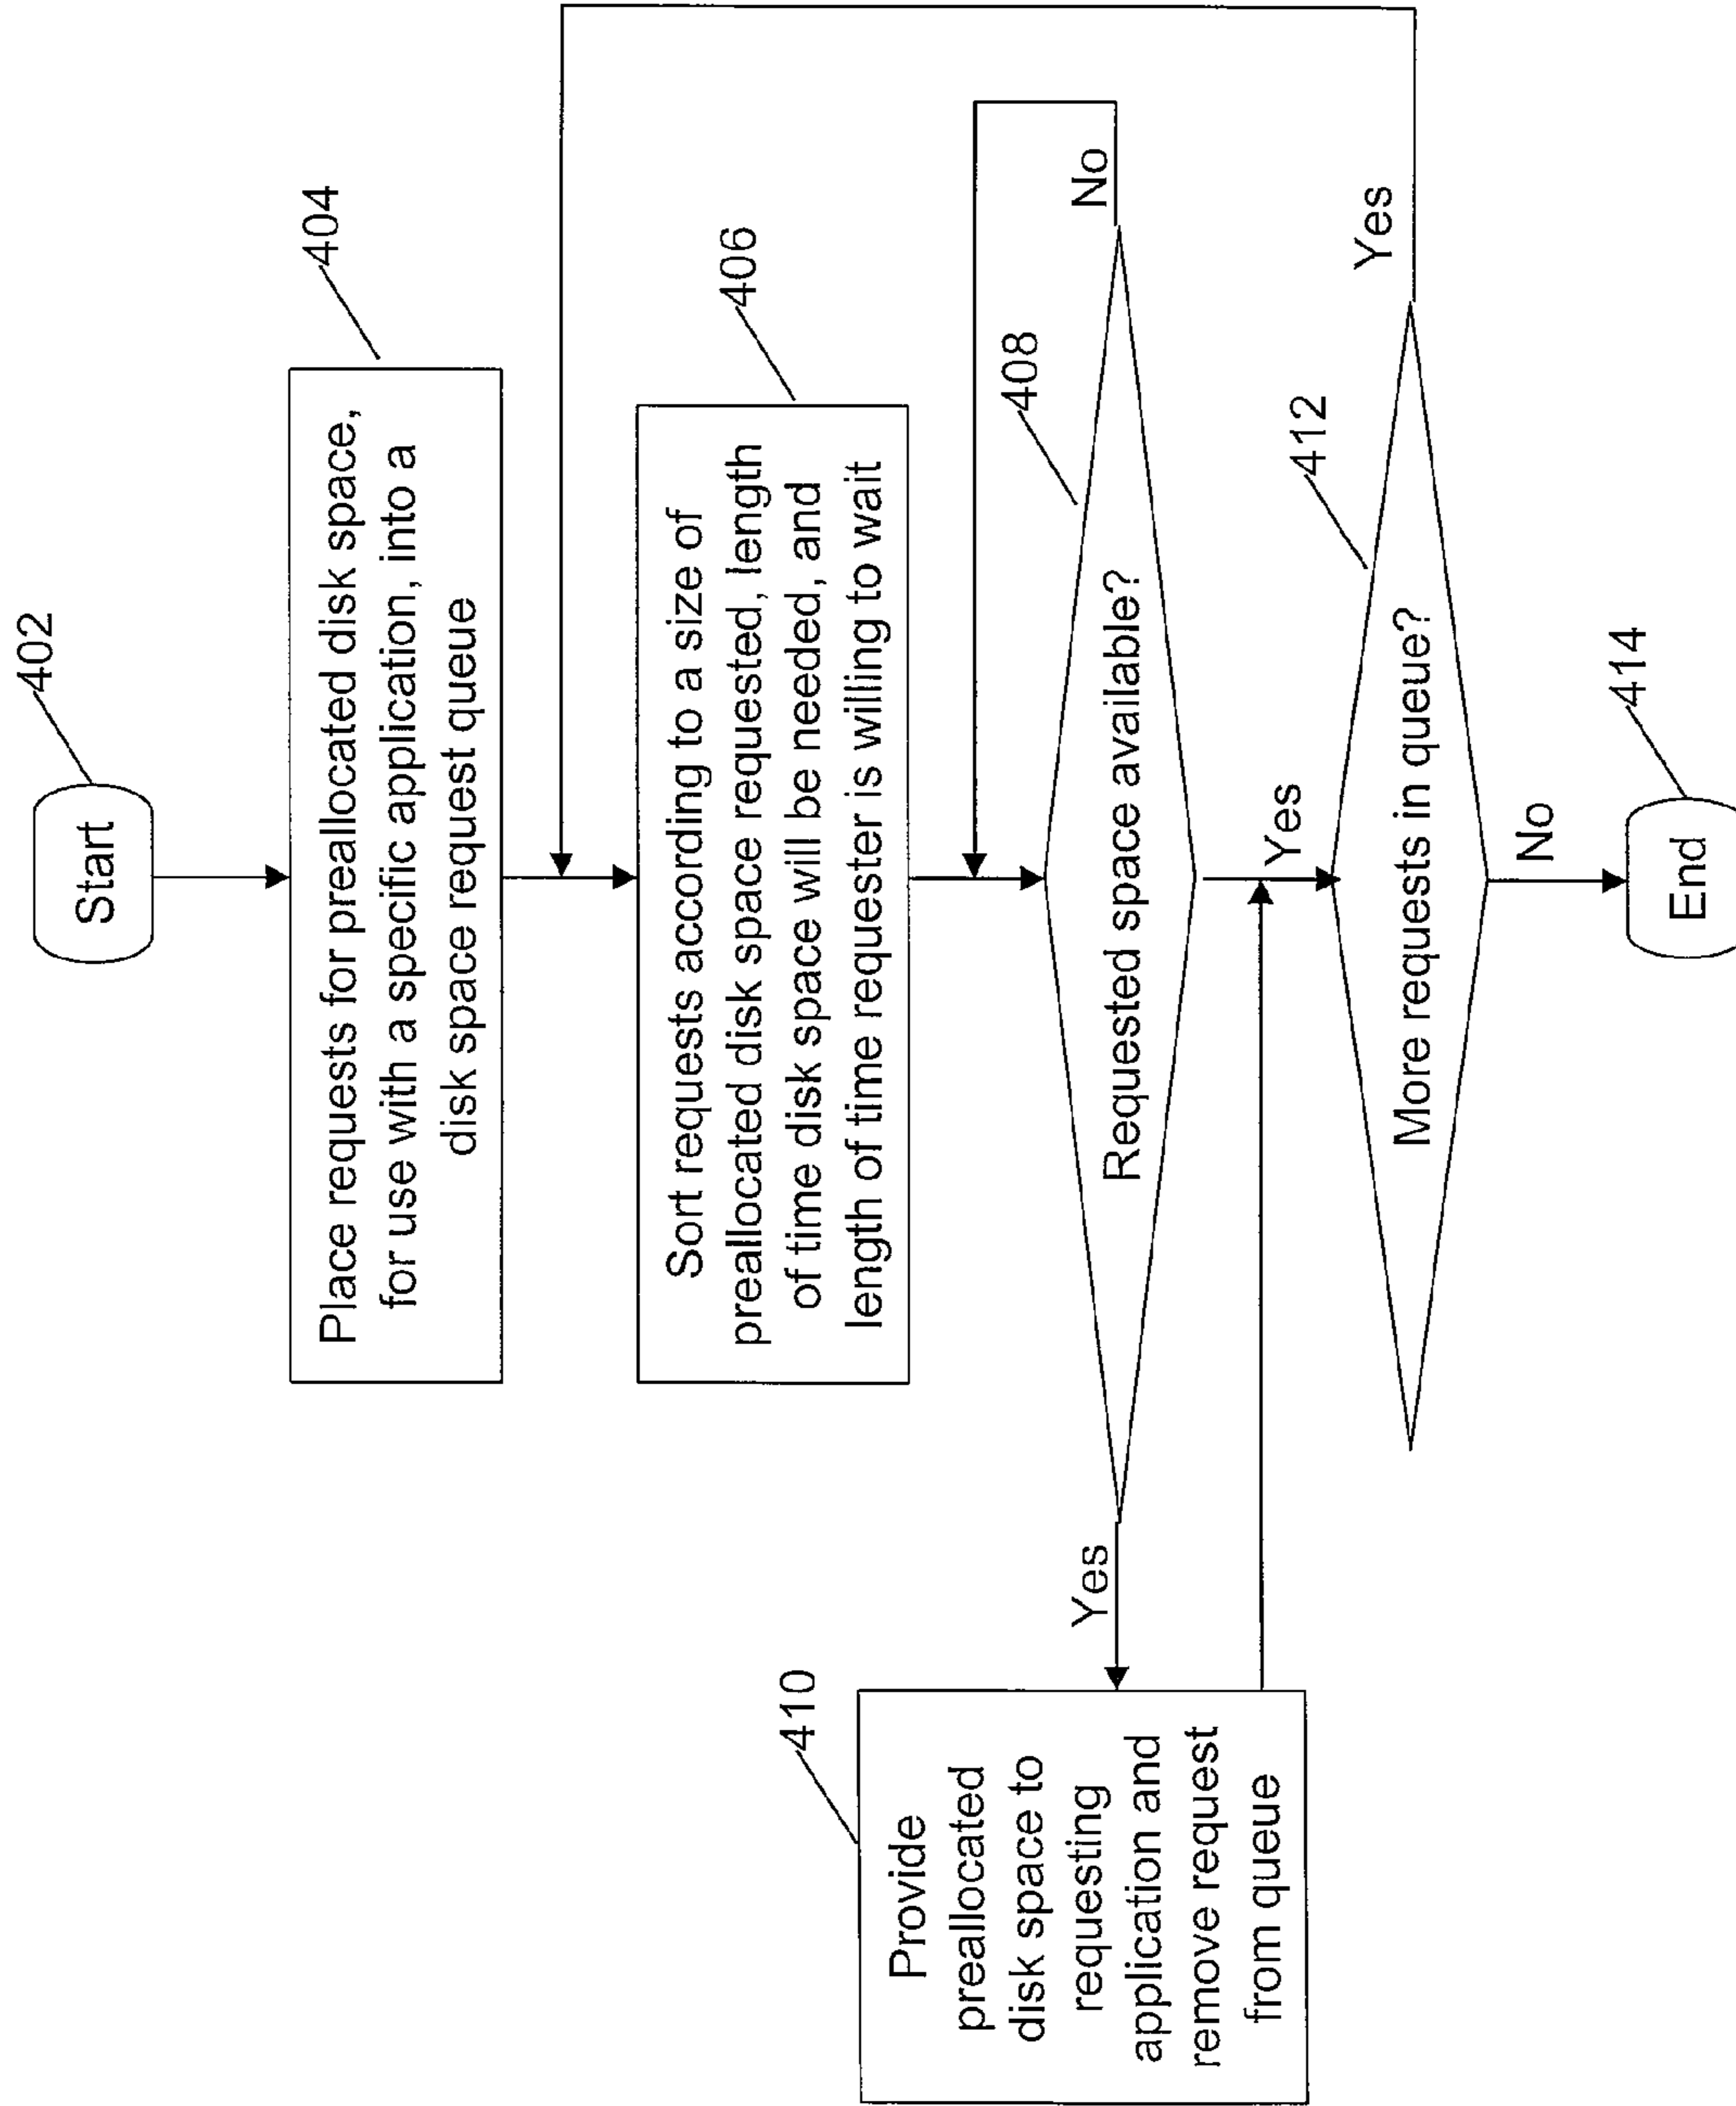 402
Start
404
Place requests for preallocated disk space,
for use with a specific application, into a
disk space request queue
406
Sort requests according to a size of
preallocated disk space requested, length
of time disk space will be needed, and
length of time requester is willing to wait
408
Requested space available?
No
Yes
410
Provide
preallocated
disk space to
requesting
application and
remove request
from queue
Yes
412
More requests in queue?
Yes
No
414
End